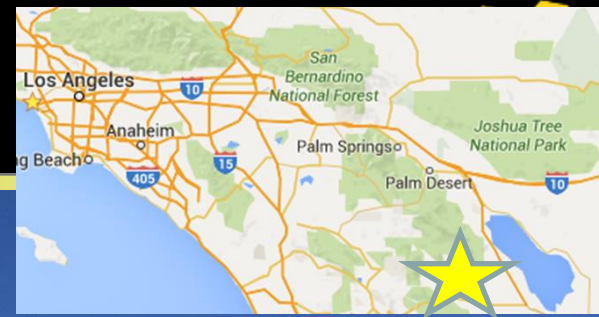 San
Bernardino
National Forest
Los Angeles
10
Anaheim
Joshua Tree
National Park
Palm Springs
g Beach
15
405
Palm Desert
10